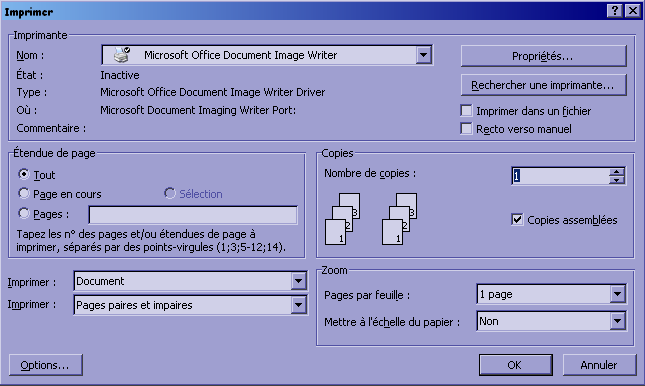 Imprimer
Imprimante
Nom :
Microsoft Office Document Image Writer
Propriétés...
État :
Inactive
Type :
Microsoft Office Document Image Writer Driver
Rechercher une imprimante...
Où :
Microsoft Document Imaging Writer Port:
Imprimer dans un fichier
Commentaire :
Recto verso manuel
Étendue de page
Tout
Page en cours
Sélection
Pages :
Tapez les n° des pages et/ou étendues de page à
imprimer, séparés par des points-virgules (1;3;5-12;14).
Copies
Nombre de copies :
1
3
2
1
3
2
1
Copies assemblées
Imprimer :
Document
Imprimer :
Pages paires et impaires
Zoom
Pages par feuille :
1 page
Mettre à l'échelle du papier :
Non
Options...
OK
Annuler